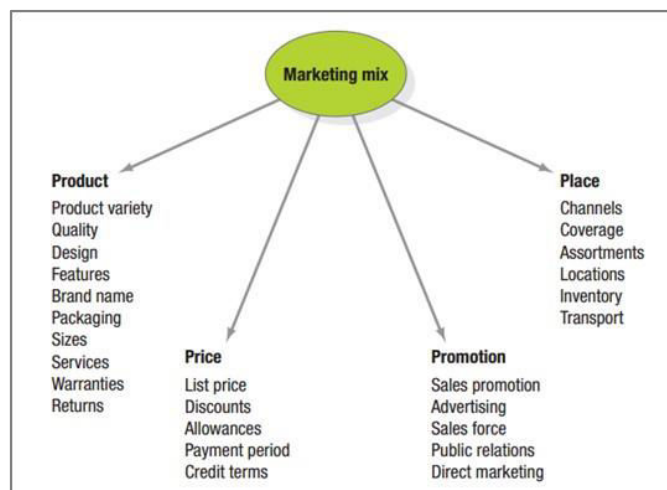 Marketing mix
Product
Product variety
Quality
Design
Features
Brand name
Packaging
Sizes
Services
Warranties
Returns
Price
List price
Discounts
Allowances
Payment period
Credit terms
Promotion
Sales promotion
Advertising
Sales force
Public relations
Direct marketing
Place
Channels
Coverage
Assortments
Locations
Inventory
Transport